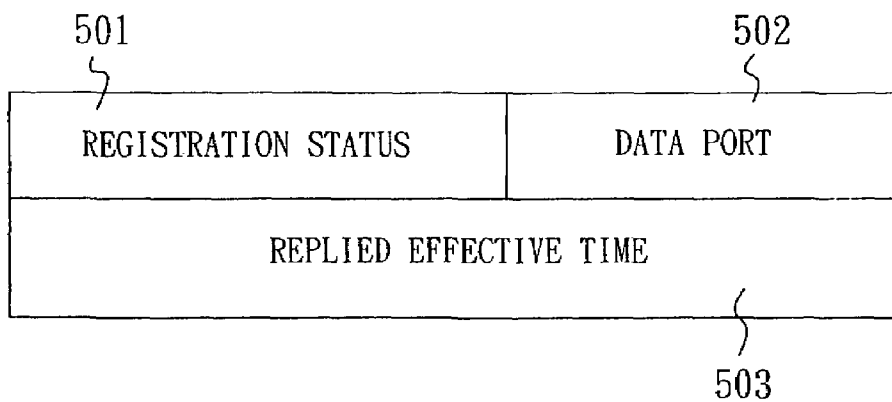 501
502
REGISTRATION STATUS
DATA PORT
REPLIED EFFECTIVE TIME
503